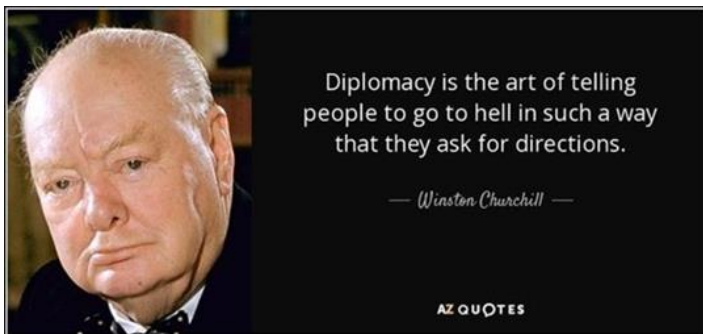 Diplomacy is the art of telling
people to go to hell in such a way
that they ask for directions.
— Winston Churchill —
AZ QUOTES